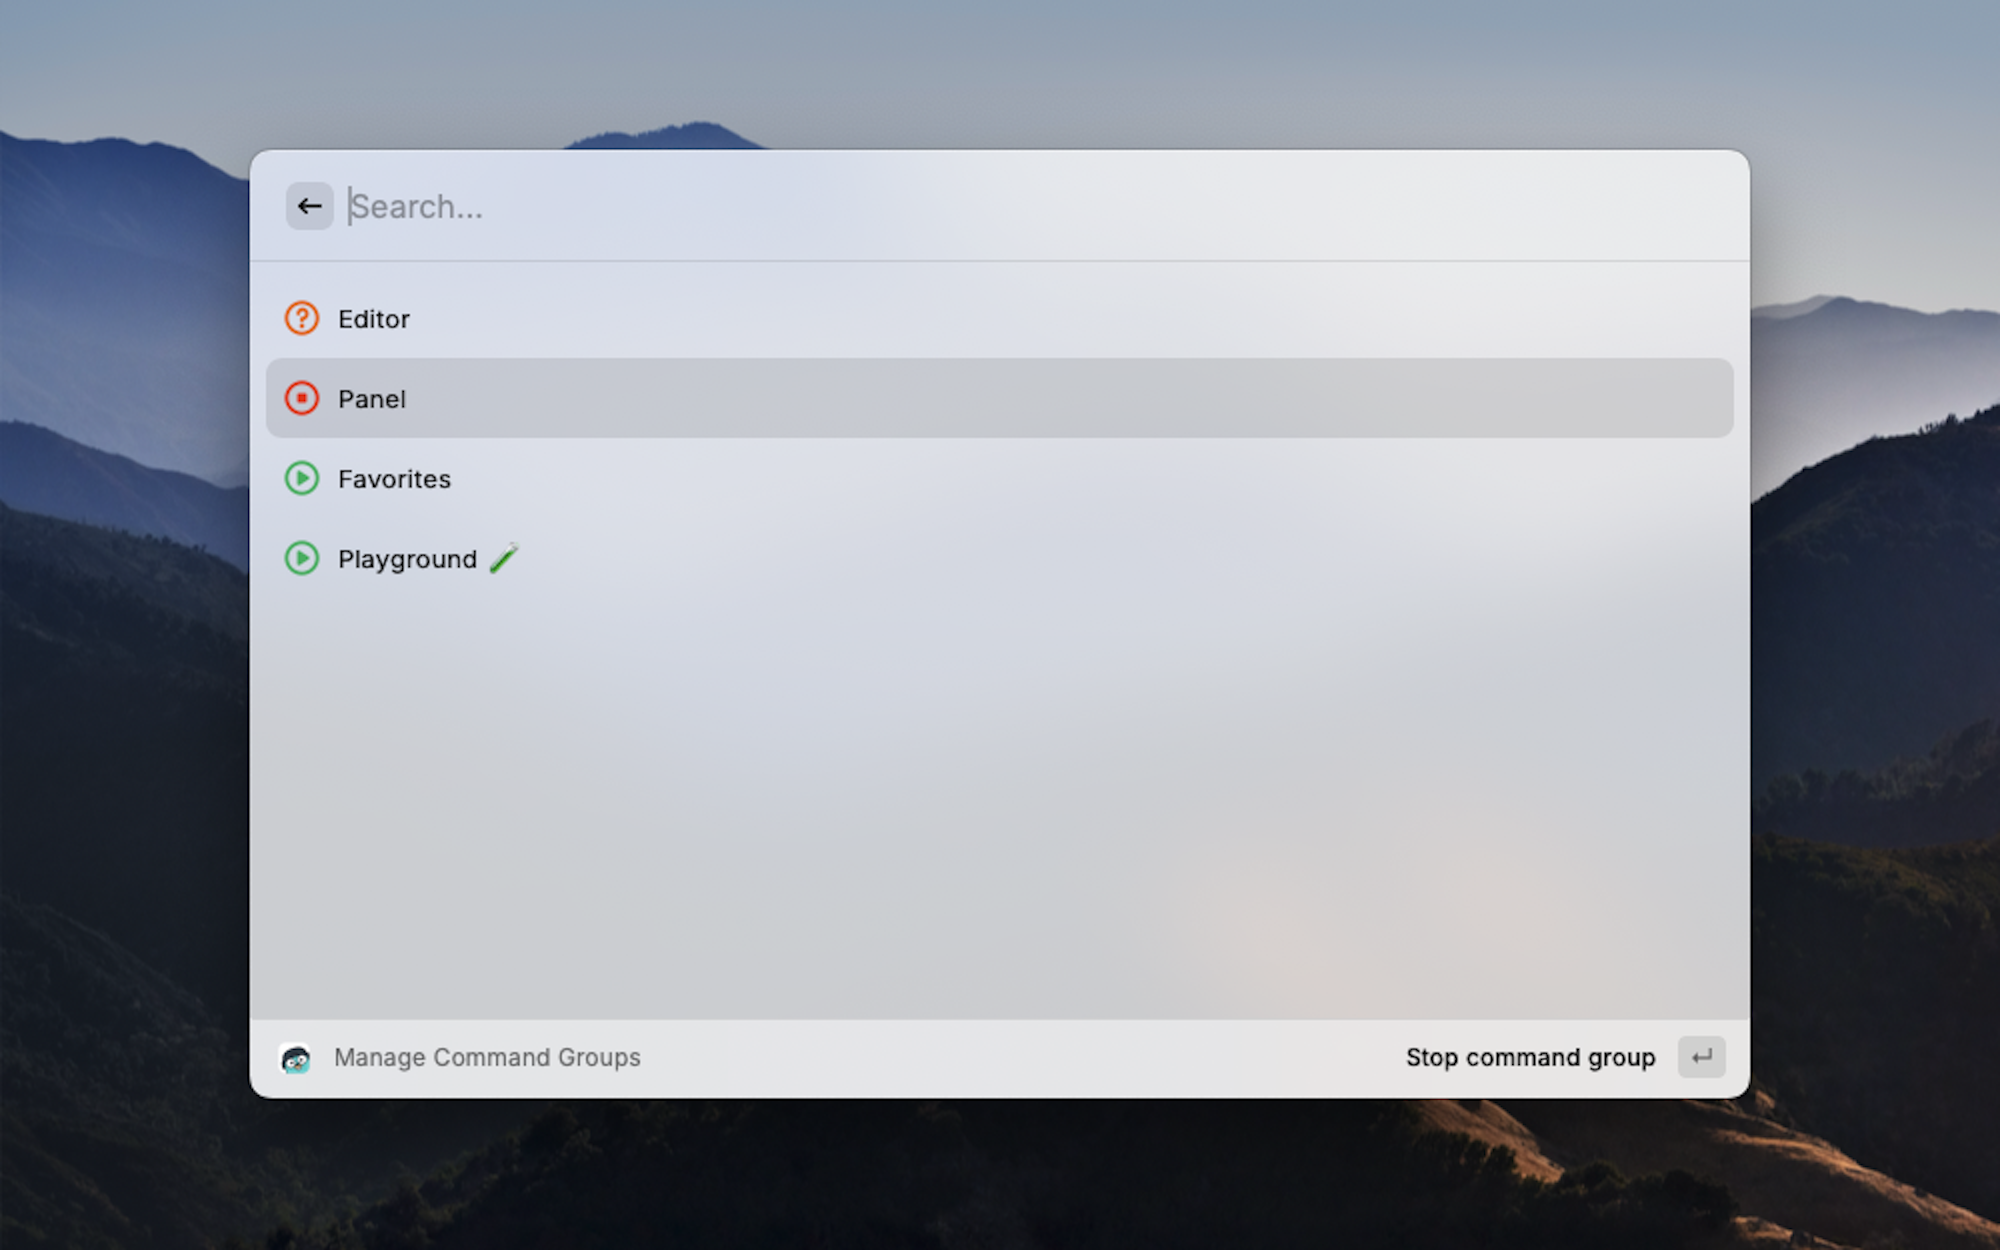 Search...
Editor
Panel
Favorites
Playground 🧪
Manage Command Groups
Stop command group